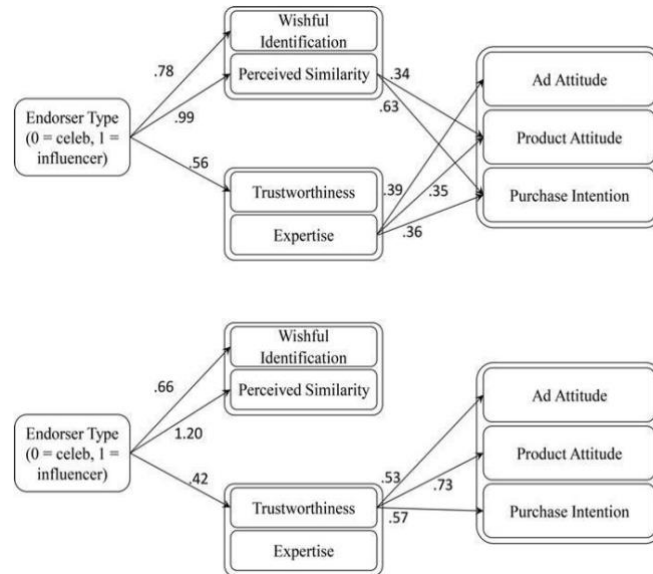 Wishful
Identification
.78
Perceived Similarity
.34
Ad Attitude
.99
.63
Endorser Type
(0 = celeb, 1 =
influencer)
Product Attitude
.56
Trustworthiness
.39
.35
Purchase Intention
Expertise
.36
Wishful
Identification
.66
Perceived Similarity
Ad Attitude
Endorser Type
(0 = celeb, 1 =
influencer)
1.20
Product Attitude
.42
.53
.73
Trustworthiness
.57
Purchase Intention
Expertise